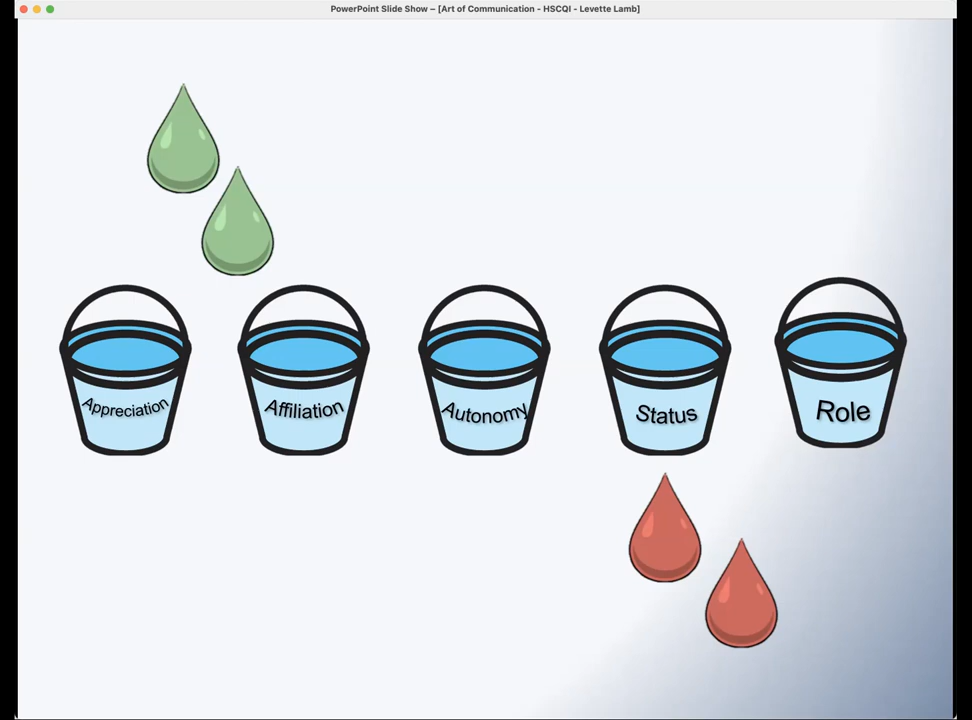 PowerPoint Slide Show – [Art of Communication - HSCQI - Levette Lamb]
Appreciation
Affiliation
Autonomy
Status
Role